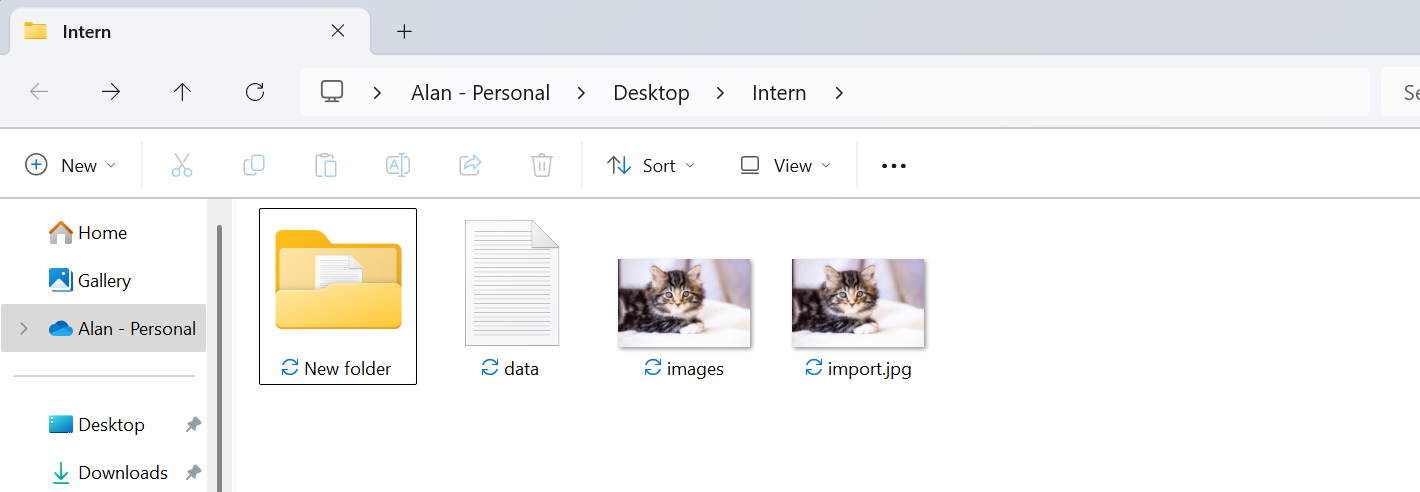 Intern
Alan - Personal
Desktop
Intern
Se
New
Sort
View
Home
Gallery
Alan - Personal
Desktop
Downloads
New folder
data
images
import.jpg